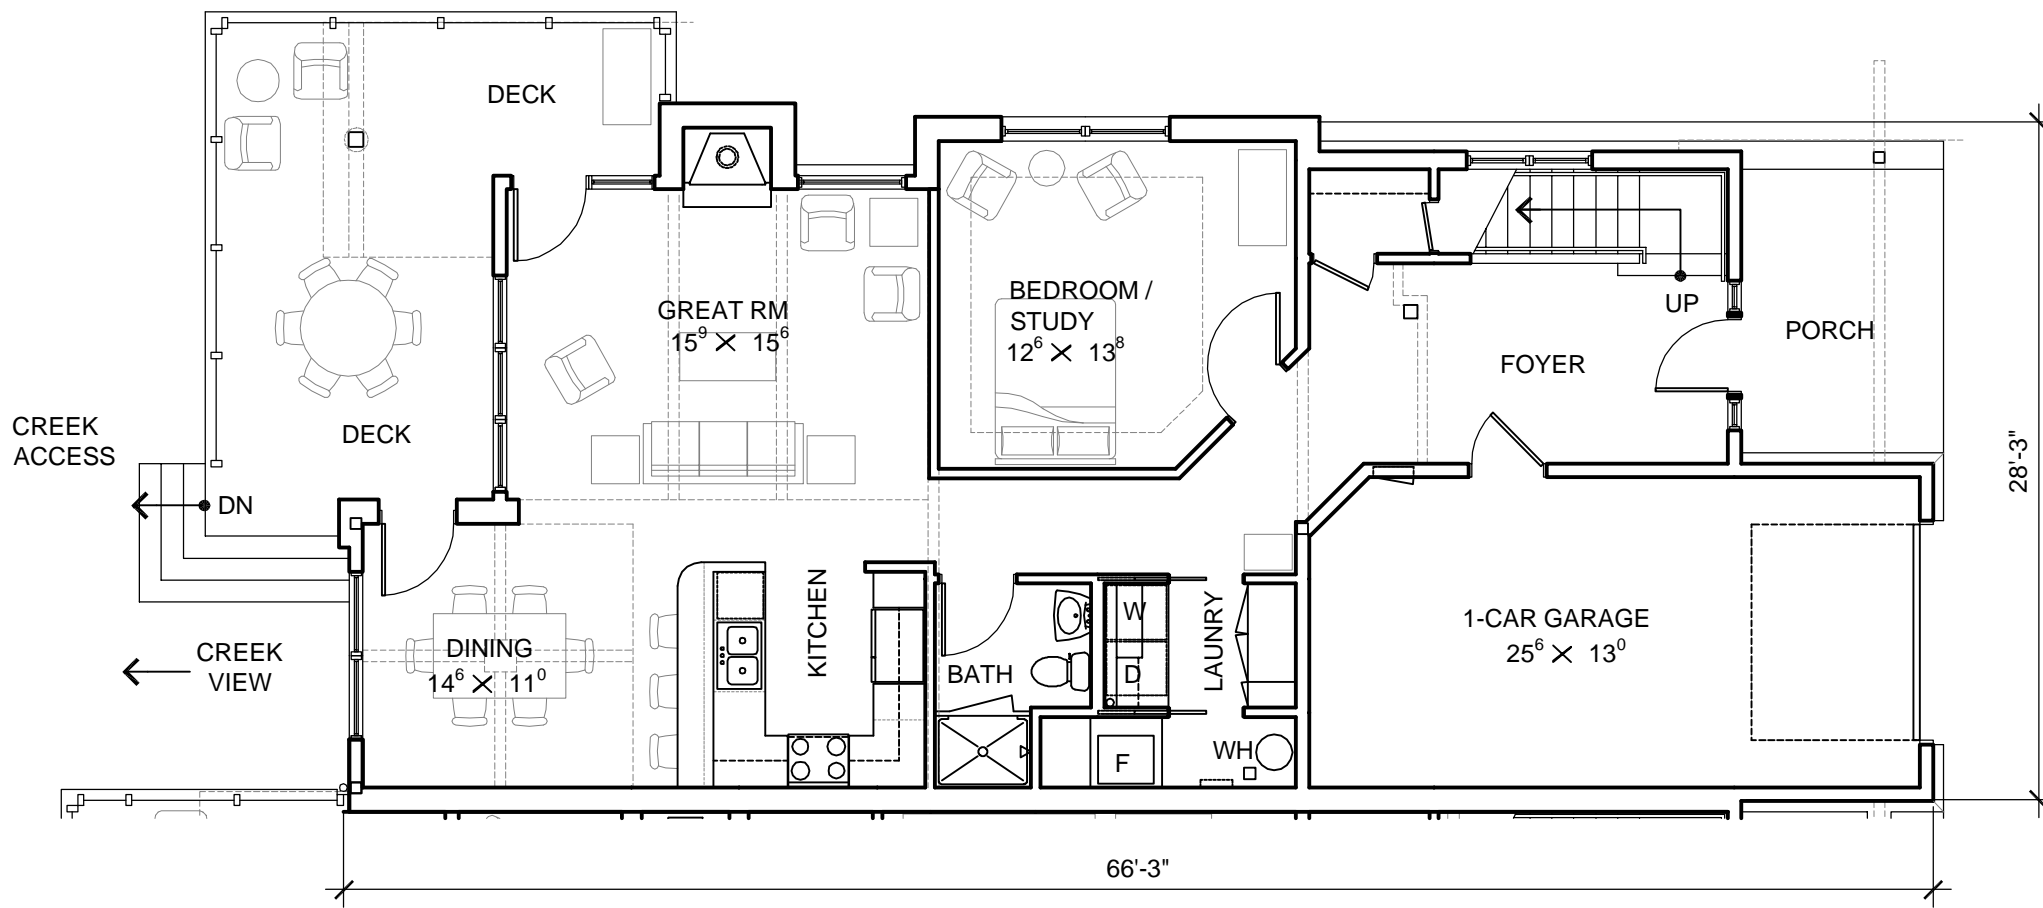 DECK
GREAT RM
15⁹ X 15⁶
BEDROOM /
STUDY
12⁶ X 13⁸
UP
FOYER
PORCH
CREEK
ACCESS
DECK
DN
28'-3"
CREEK
VIEW
DINING
14⁶ X 11⁰
KITCHEN
BATH
W
D
LAUNRY
F
WH
1-CAR GARAGE
25⁶ X 13⁰
66'-3"